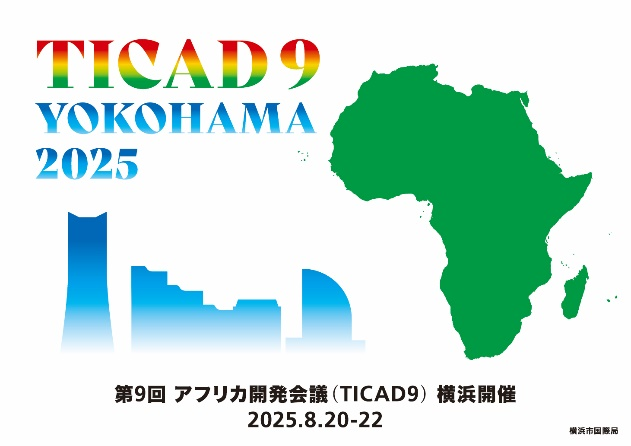 TICAD 9
YOKOHAMA
2025
第9回 アフリカ開発会議（TICAD9） 横浜開催
2025.8.20-22
横浜市国際局